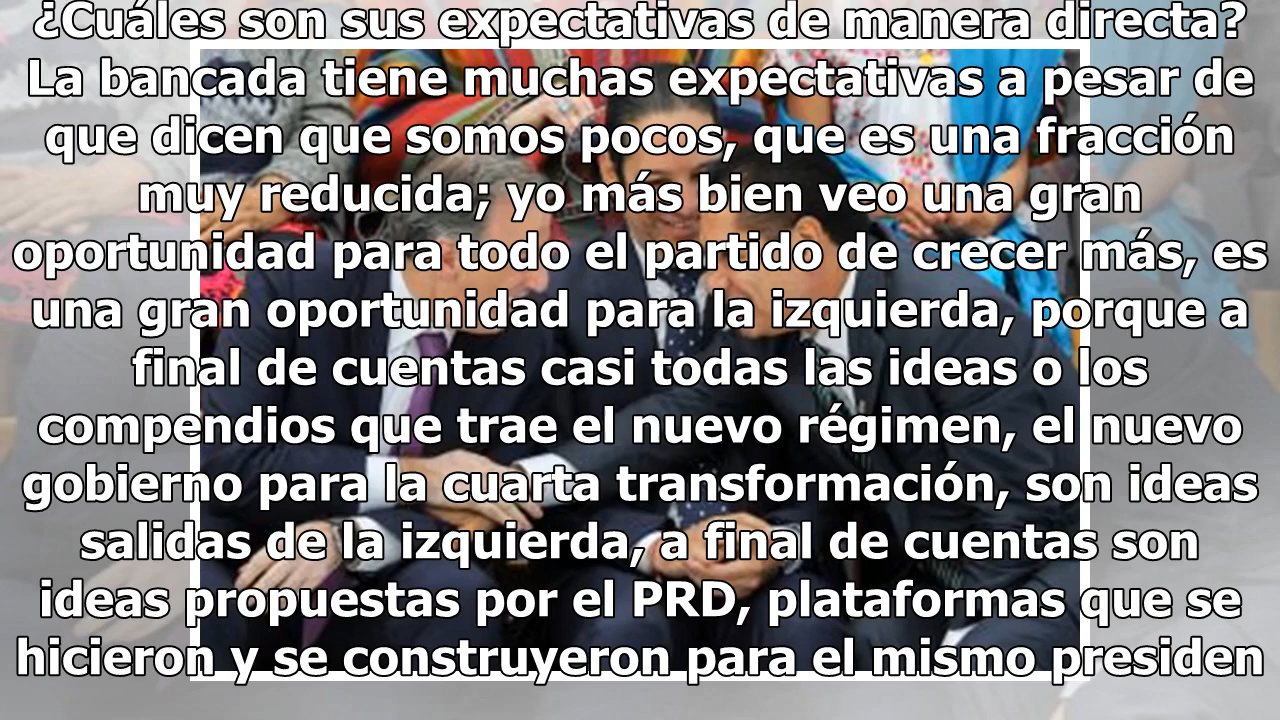 ¿Cuáles son sus expectativas de manera directa?
La bancada tiene muchas expectativas a pesar de
que dicen que somos pocos, que es una fracción
muy reducida; yo más bien veo una gran
oportunidad para todo el partido de crecer más, es
una gran oportunidad para la izquierda, porque a
final de cuentas casi todas las ideas o los
compendios que trae el nuevo régimen, el nuevo
gobierno para la cuarta transformación, son ideas
salidas de la izquierda, a final de cuentas son
ideas propuestas por el PRD, plataformas que se
hicieron y se construyeron para el mismo presiden